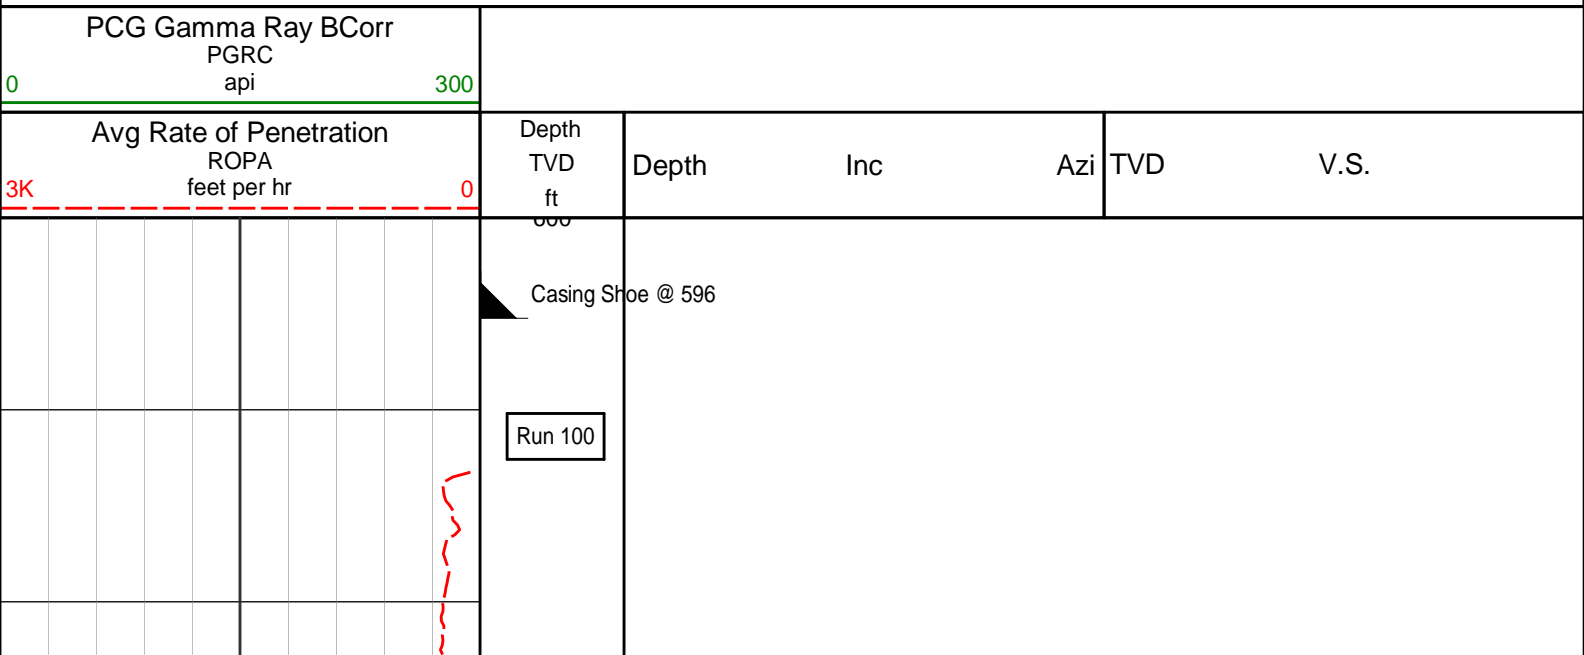 PCG Gamma Ray BCorr
PGRC
0 api 300
Avg Rate of Penetration
ROPA
3K feet per hr 0
Depth
TVD
ft
Depth Inc Azi TVD V.S.
600
Casing Shoe @ 596
Run 100